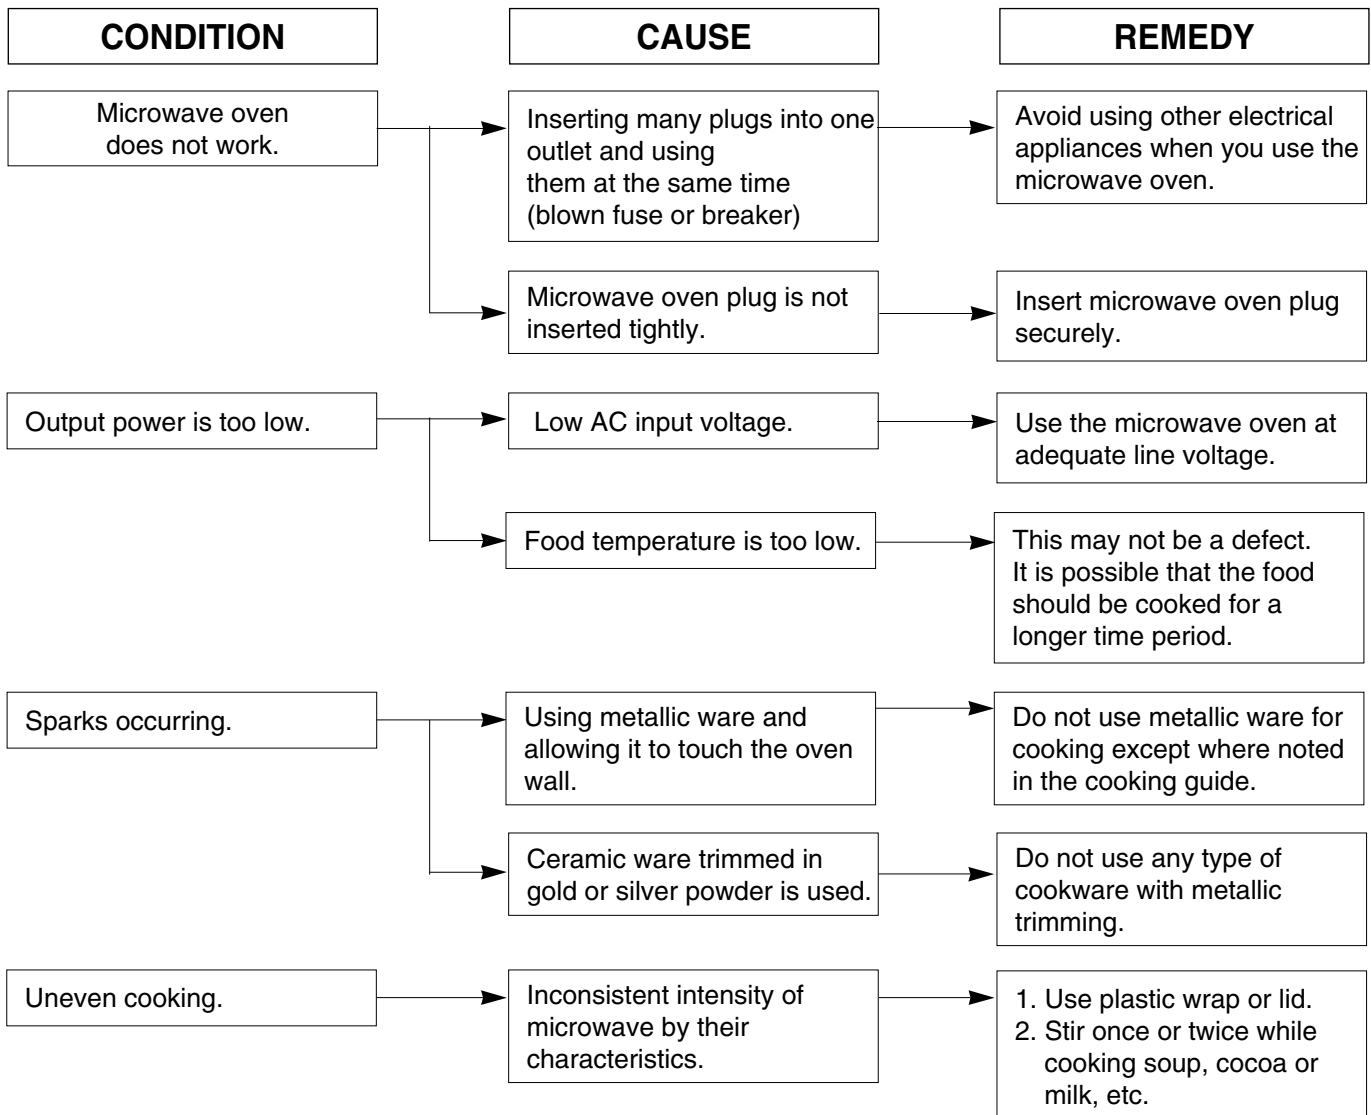 CONDITION
CAUSE
REMEDY
Microwave oven
does not work.
Inserting many plugs into one
outlet and using
them at the same time
(blown fuse or breaker)
Avoid using other electrical
appliances when you use the
microwave oven.
Microwave oven plug is not
inserted tightly.
Insert microwave oven plug
securely.
Output power is too low.
Low AC input voltage.
Use the microwave oven at
adequate line voltage.
Food temperature is too low.
This may not be a defect.
It is possible that the food
should be cooked for a
longer time period.
Sparks occurring.
Using metallic ware and
allowing it to touch the oven
wall.
Do not use metallic ware for
cooking except where noted
in the cooking guide.
Ceramic ware trimmed in
gold or silver powder is used.
Do not use any type of
cookware with metallic
trimming.
Uneven cooking.
Inconsistent intensity of
microwave by their
characteristics.
1. Use plastic wrap or lid.
2. Stir once or twice while
cooking soup, cocoa or
milk, etc.